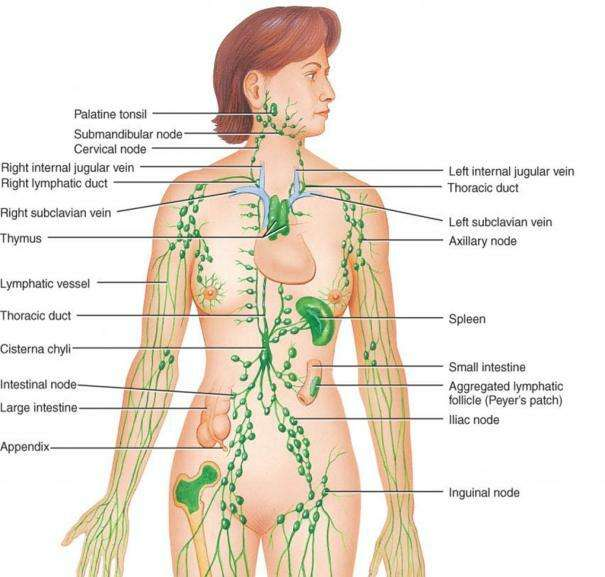 Palatine tonsil
Submandibular node
Cervical node
Right internal jugular vein
Right lymphatic duct
Right subclavian vein
Thymus
Lymphatic vessel
Thoracic duct
Cisterna chyli
Intestinal node
Large intestine
Appendix
Left internal jugular vein
Thoracic duct
Left subclavian vein
Axillary node
Spleen
Small intestine
Aggregated lymphatic
follicle (Peyer's patch)
Iliac node
Inguinal node